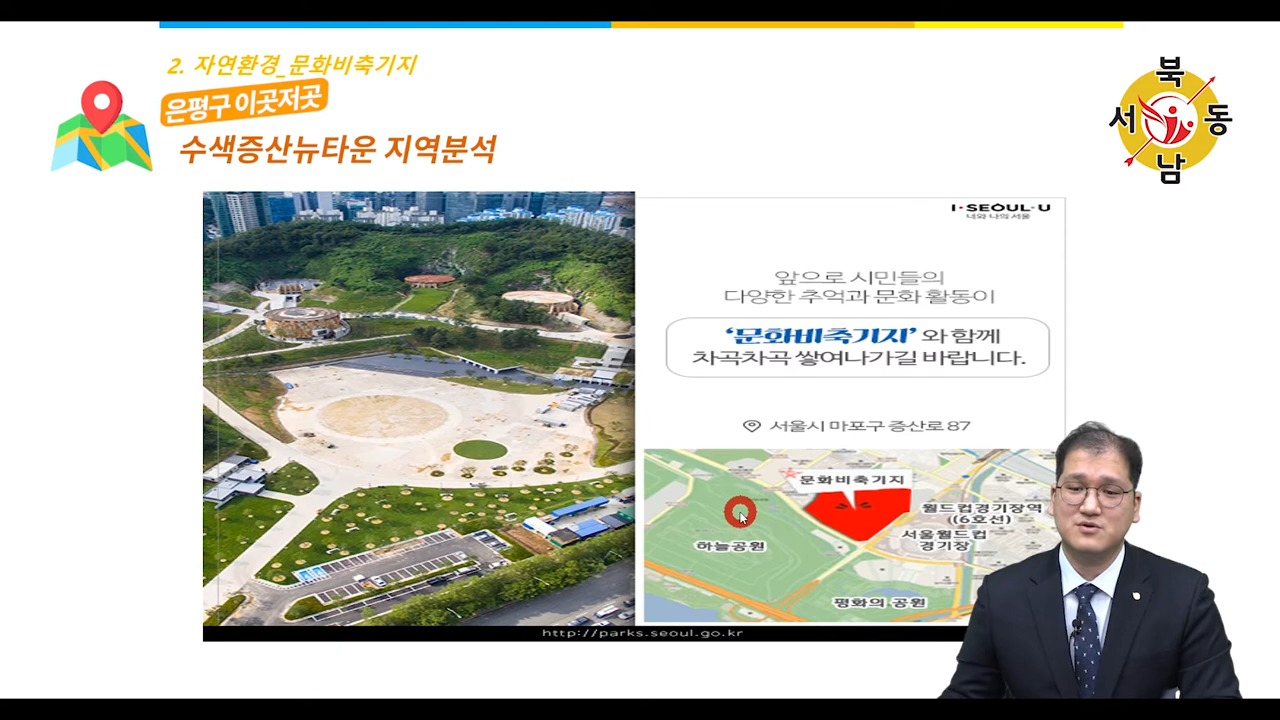 2. 자연환경_문화비축기지
은평구 이곳저곳
수색증산뉴타운 지역분석
북
서
동
남
I·SEOUL·U
너와 나의 서울
앞으로 시민들의
다양한 추억과 문화 활동이
‘문화비축기지’와 함께
차곡차곡 쌓여나가길 바랍니다.
서울시 마포구 증산로 87
문화비축기지
월드컵경기장역
((6호선)
서울월드컵
경기장
하늘공원
평화의 공원
http://parks.seoul.go.kr